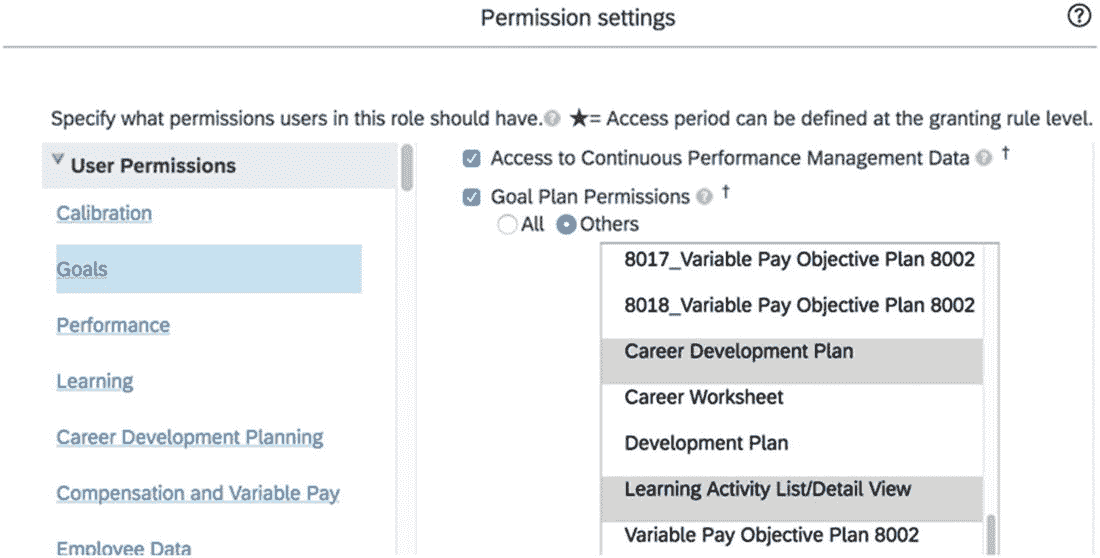 Permission settings
Specify what permissions users in this role should have. ★= Access period can be defined at the granting rule level.
User Permissions
Calibration
Goals
Performance
Learning
Career Development Planning
Compensation and Variable Pay
Employee Data
Access to Continuous Performance Management Data †
Goal Plan Permissions †
All Others
8017_Variable Pay Objective Plan 8002
8018_Variable Pay Objective Plan 8002
Career Development Plan
Career Worksheet
Development Plan
Learning Activity List/Detail View
Variable Pay Objective Plan 8002